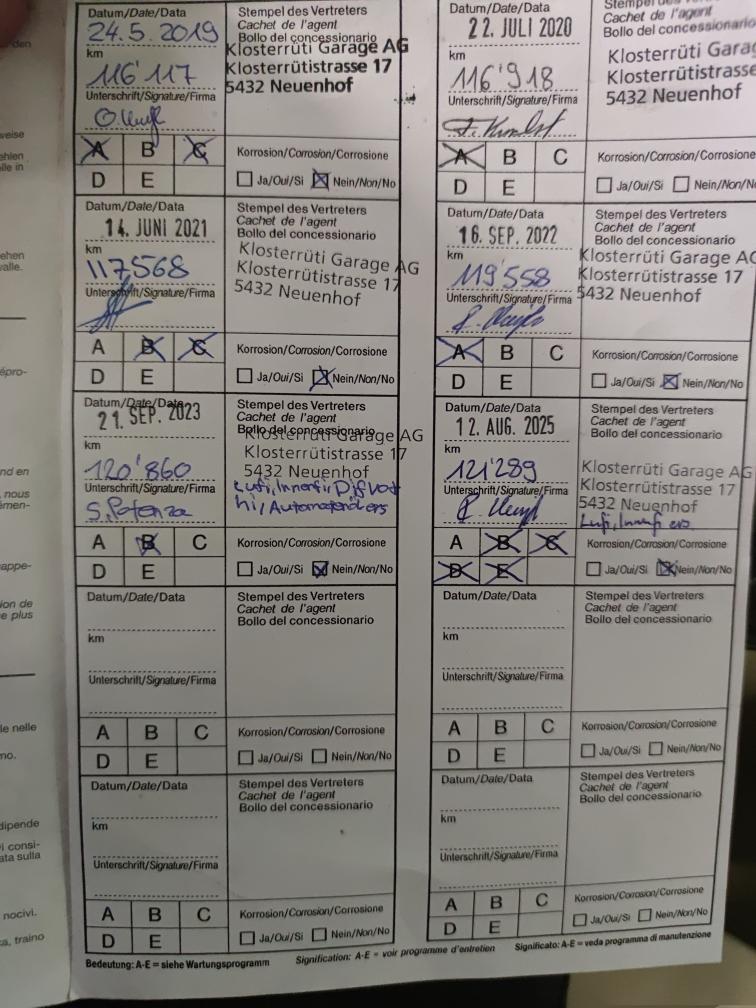 Datum/Date/Data
24.5.2019
km
116'117
Unterschrift/Signature/Firma
Stempel des Vertreters
Cachet de l'agent
Bollo del concessionario
Klosterrüti Garage AG
Klosterrütistrasse 17
5432 Neuenhof
A B C
D E
Korrosion/Corrosion/Corrosione
Ja/Oui/Si Nein/Non/No
22. JULI 2020
km
116'918
Unterschrift/Signature/Firma
Stempel des
Cachet de l'agent
Bollo del concessionario
Klosterrüti
Klosterrütistrasse
5432 Neuenhof
A B C
D E
Korrosion/Corrosion/Corrosione
Ja/Oui/Si
Datum/Date/Data
14. JUNI 2021
km
117568
Unterschrift/Signature/Firma
Stempel des Vertreters
Cachet de l'agent
Bollo del concessionario
Klosterrüti Garage AG
Klosterrütistrasse 17
5432 Neuenhof
A B C
D E
Korrosion/Corrosion/Corrosione
Ja/Oui/Si Nein/Non/No
Datum/Date/Data
16. SEP. 2022
km
119'558
Unterschrift/Signature/Firma
Stempel des Vertreters
Cachet de l'agent
Bollo del concessionario
Klosterrüti Garage
Klosterrütistrasse 17
5432 Neuenhof
A B C
D E
Korrosion/Corrosion/Corrosione
Ja/Oui/Si Nein/Non/No
Datum/Date/Data
21. SEP. 2023
km
120'860
Unterschrift/Signature/Firma
S. Potenza
Stempel des Vertreters
Cachet de l'agent
Bollo del concessionario
Klosterrüti Garage AG
Klosterrütistrasse 17
5432 Neuenhof
A B C
D E
Korrosion/Corrosion/Corrosione
Ja/Oui/Si Nein/Non/No
Datum/Date/Data
12. AUG. 2025
km
121'289
Unterschrift/Signature/Firma
Stempel des Vertreters
Cachet de l'agent
Bollo del concessionario
Klosterrüti Garage AG
Klosterrütistrasse 17
5432 Neuenhof
A B C
D E
Korrosion/Corrosion/Corrosione
Ja/Oui/Si Nein/Non/No
Datum/Date/Data
km
Unterschrift/Signature/Firma
Stempel des Vertreters
Cachet de l'agent
Bollo del concessionario
A B C
D E
Korrosion/Corrosion/Corrosione
Ja/Oui/Si Nein/Non/No
Datum/Date/Data
km
Unterschrift/Signature/Firma
Stempel des Vertreters
Cachet de l'agent
Bollo del concessionario
A B C
D E
Korrosion/Corrosion/Corrosione
Ja/Oui/Si Nein/Non/No
Datum/Date/Data
km
Unterschrift/Signature/Firma
Stempel des Vertreters
Cachet de l'agent
Bollo del concessionario
A B C
D E
Korrosion/Corrosion/Corrosione
Ja/Oui/Si Nein/Non/No
Datum/Date/Data
km
Unterschrift/Signature/Firma
Stempel des Vertreters
Cachet de l'agent
Bollo del concessionario
A B C
D E
Korrosion/Corrosion/Corrosione
Ja/Oui/Si Nein/Non/No
Bedeutung: A-E = siehe Wartungsprogramm
Signification: A-E = voir programme d'entretien
Significato: A-E = veda programma di manutenzione